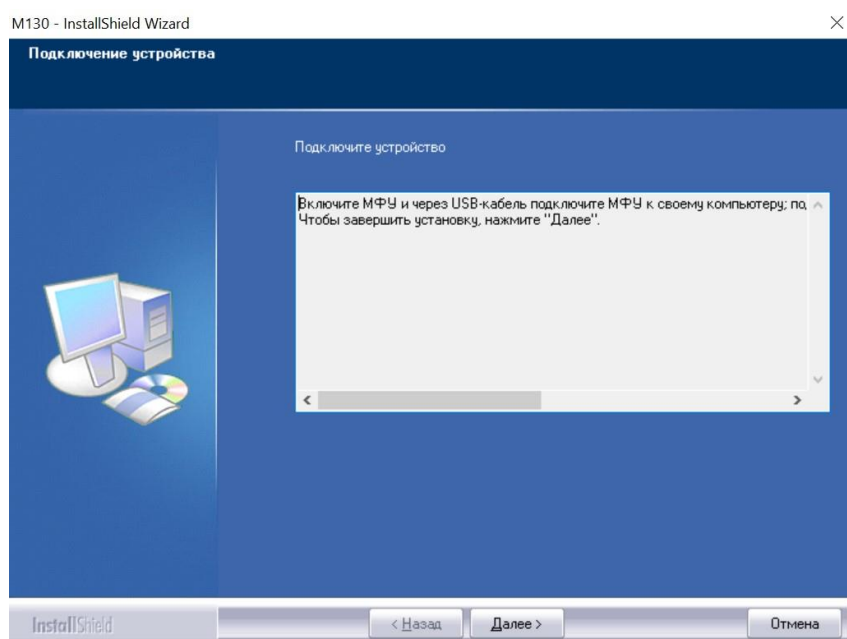 M130 - InstallShield Wizard
Подключение устройства
Подключите устройство
Включите МФУ и через USB-кабель подключите МФУ к своему компьютеру; по
Чтобы завершить установку, нажмите "Далее".
InstallShield
< Назад
Далее >
Отмена